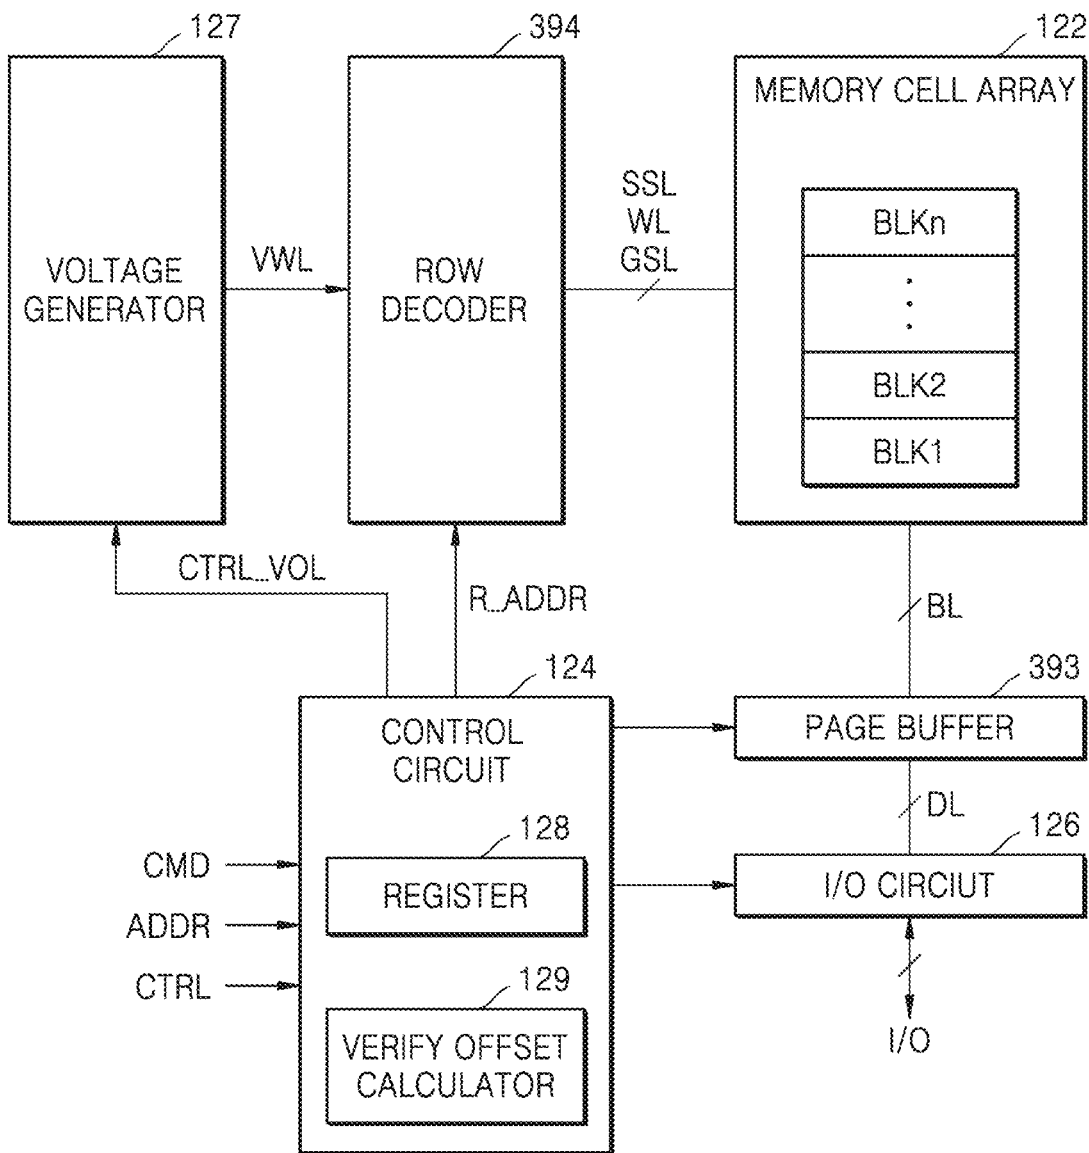 127
394
122
MEMORY CELL ARRAY
SSL
WL
GSL
BLKn
VOLTAGE
GENERATOR
VWL
ROW
DECODER
BLK2
BLK1
CTRL_VOL
R_ADDR
BL
124
393
CONTROL
CIRCUIT
PAGE BUFFER
DL
128
126
CMD
REGISTER
I/O CIRCIUT
ADDR
CTRL
129
VERIFY OFFSET
CALCULATOR
I/O